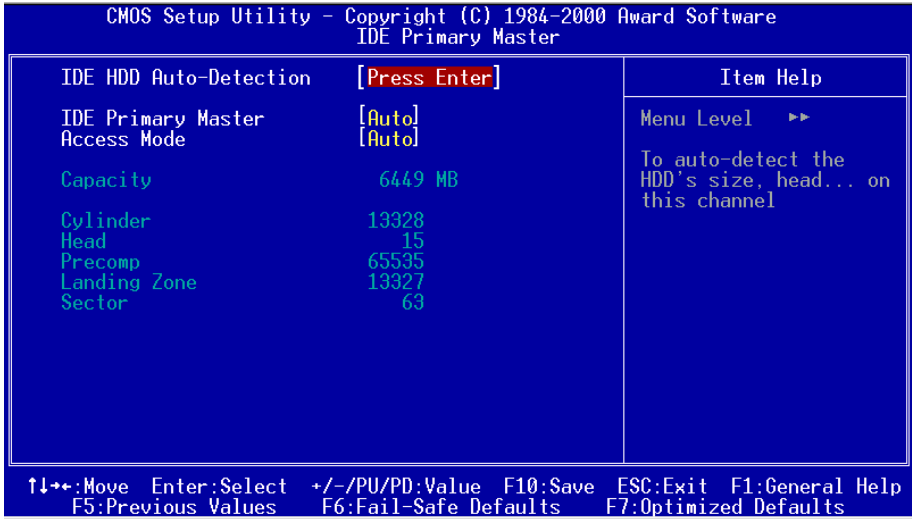 CMOS Setup Utility - Copyright (C) 1984-2000 Award Software
IDE Primary Master
IDE HDD Auto-Detection [Press Enter]
IDE Primary Master [Auto]
Access Mode [Auto]
Capacity 6449 MB
Cylinder 13328
Head 15
Precomp 65535
Landing Zone 13327
Sector 63
Item Help
Menu Level ►►
To auto-detect the
HDD's size, head... on
this channel
↑↓→←:Move Enter:Select +/-/PU/PD:Value F10:Save ESC:Exit F1:General Help
F5:Previous Values F6:Fail-Safe Defaults F7:Optimized Defaults